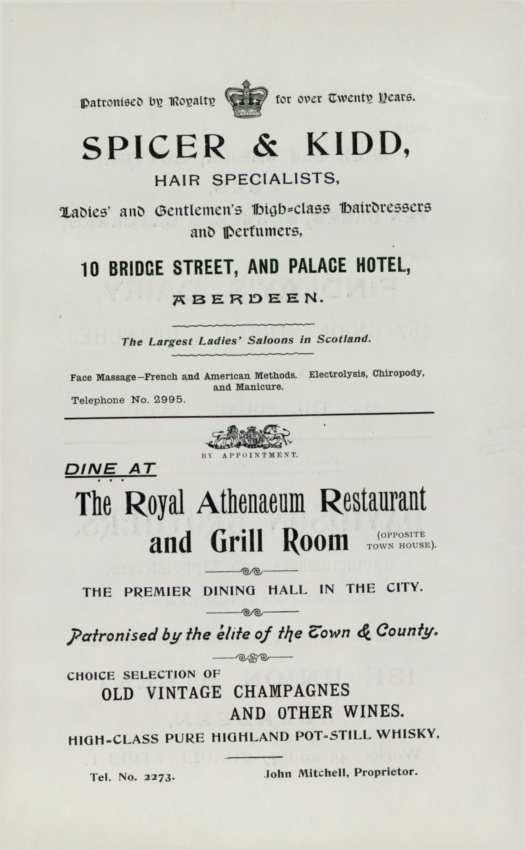 Patronised by Royalty for over Twenty Years.
SPICER & KIDD,
HAIR SPECIALISTS,
Ladies' and Gentlemen's High-class Hairdressers
and Perfumers,
10 BRIDGE STREET, AND PALACE HOTEL,
ABERDEEN.
The Largest Ladies' Saloons in Scotland.
Face Massage—French and American Methods. Electrolysis, Chiropody,
and Manicure.
Telephone No. 2995.
BY APPOINTMENT.
DINE AT
The Royal Athenaeum Restaurant
and Grill Room (OPPOSITE
TOWN HOUSE).
THE PREMIER DINING HALL IN THE CITY.
Patronised by the élite of the Town & County.
CHOICE SELECTION OF
OLD VINTAGE CHAMPAGNES
AND OTHER WINES.
HIGH-CLASS PURE HIGHLAND POT-STILL WHISKY.
Tel. No. 2273. John Mitchell, Proprietor.